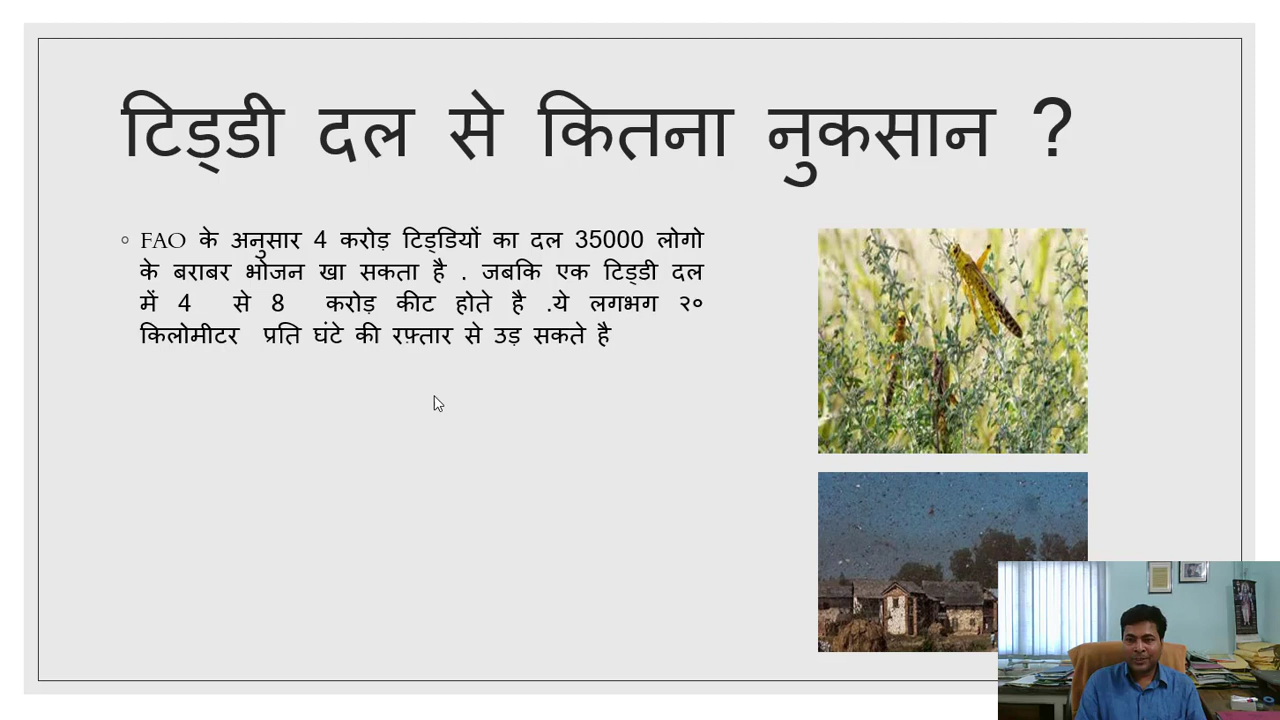 टिड्डी दल से कितना नुकसान ?
◦ FAO के अनुसार 4 करोड़ टिड्डियों का दल 35000 लोगो
के बराबर भोजन खा सकता है . जबकि एक टिड्डी दल
में 4 से 8 करोड़ कीट होते है .ये लगभग २०
किलोमीटर प्रति घंटे की रफ़्तार से उड़ सकते है